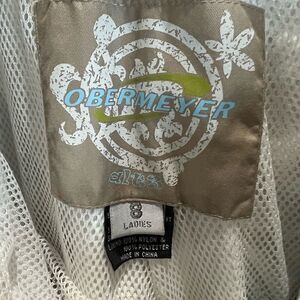 OBERMEYER
8
LADIES
100% NYLON &
100% POLYESTER
MADE IN CHINA